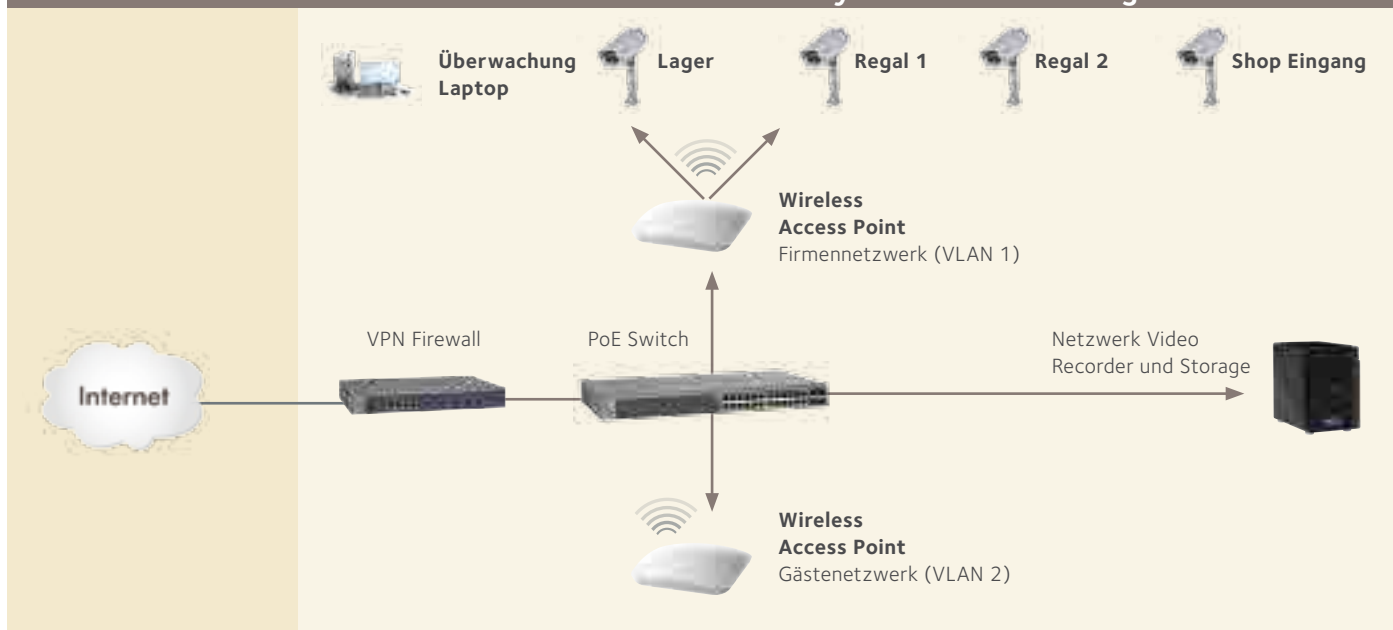 Überwachung
Laptop
Lager
Regal 1
Regal 2
Shop Eingang
Wireless
Access Point
Firmennetzwerk (VLAN 1)
VPN Firewall
PoE Switch
Netzwerk Video
Recorder und Storage
Internet
Wireless
Access Point
Gästenetzwerk (VLAN 2)